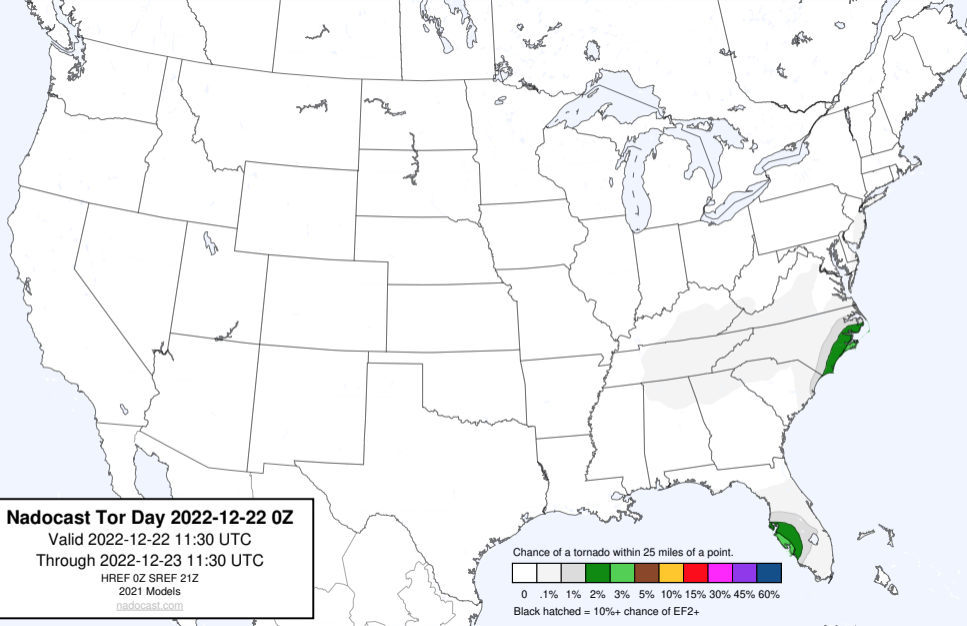 Nadocast Tor Day 2022-12-22 0Z
Valid 2022-12-22 11:30 UTC
Through 2022-12-23 11:30 UTC
HREF 0Z SREF 21Z
2021 Models
nadocast.com
Chance of a tornado within 25 miles of a point.
0 .1% 1% 2% 3% 5% 10% 15% 30% 45% 60%
Black hatched = 10%+ chance of EF2+